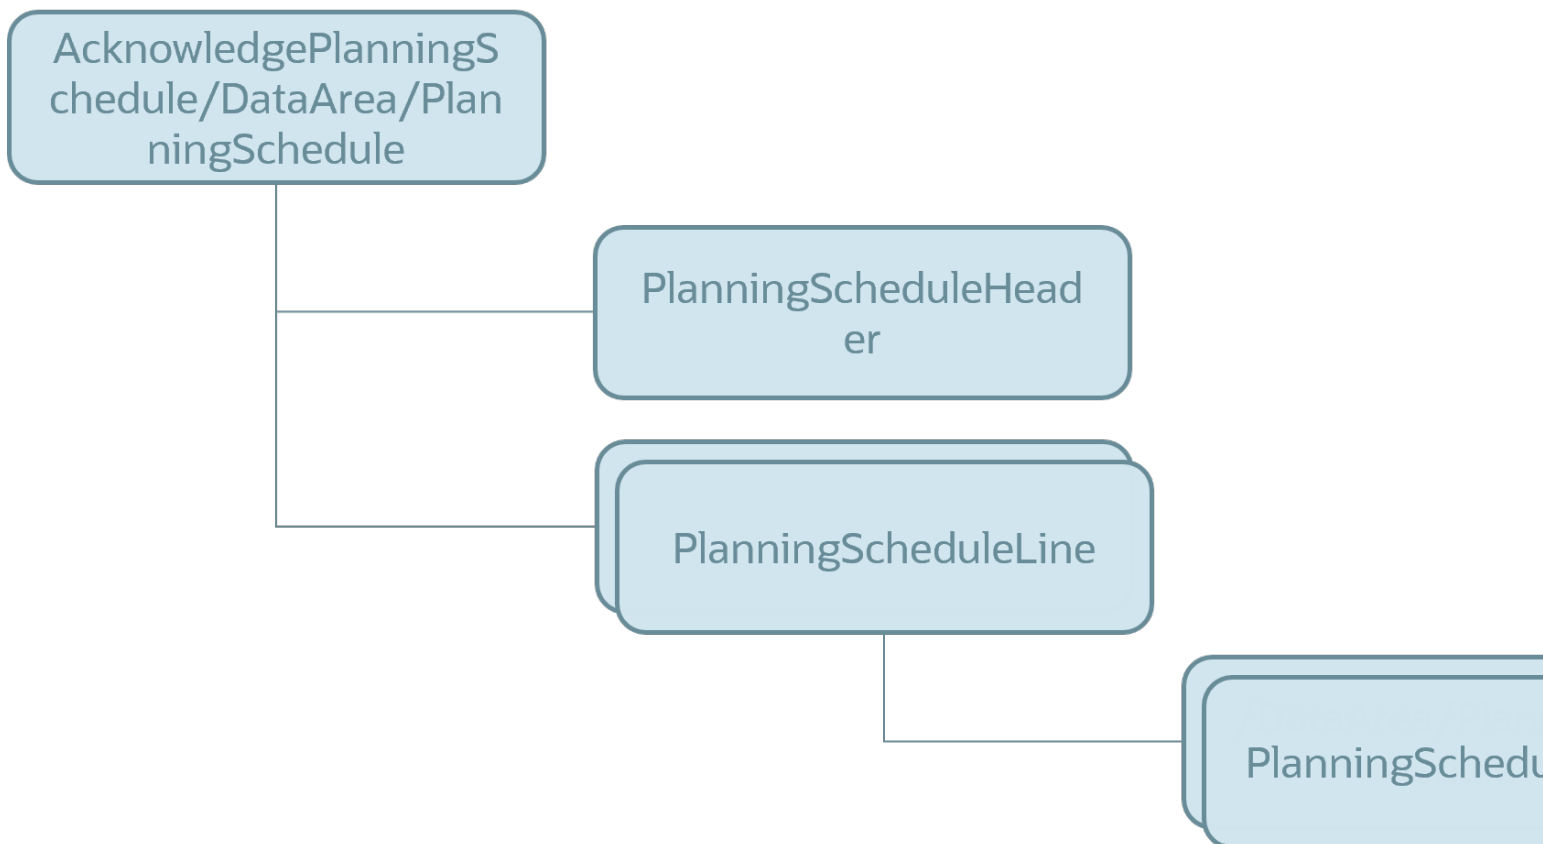 AcknowledgePlanningS
chedule/DataArea/Plan
ningSchedule
PlanningScheduleHead
er
PlanningScheduleLine
PlanningSchedu